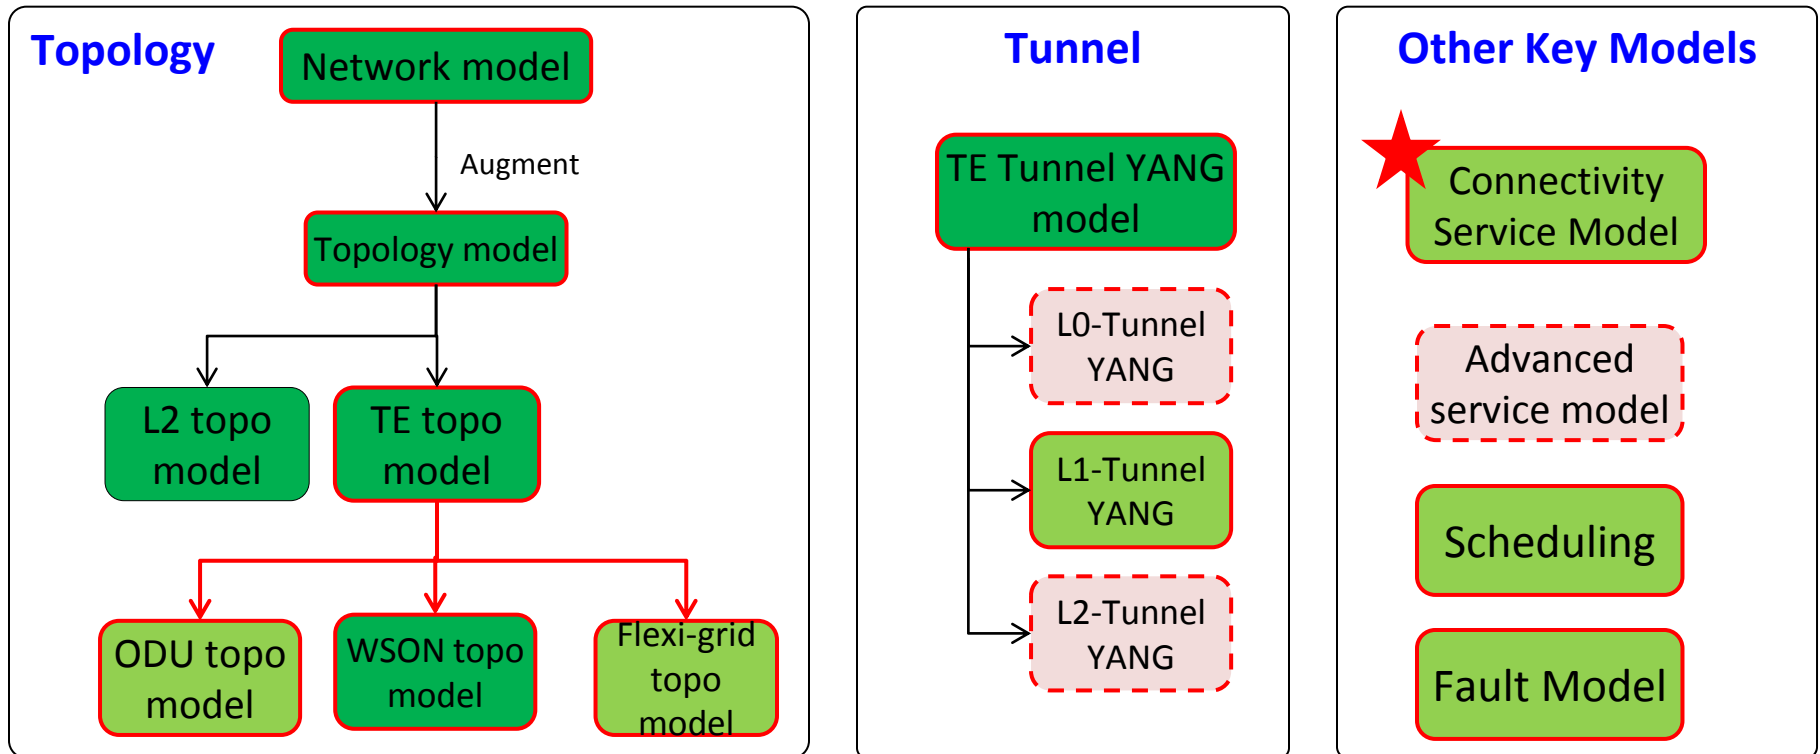 Topology
Network model
Augment
Topology model
L2 topo
model
TE topo
model
ODU topo
model
WSON topo
model
Flexi-grid
topo
model
Tunnel
TE Tunnel YANG
model
L0-Tunnel
YANG
L1-Tunnel
YANG
L2-Tunnel
YANG
Other Key Models
Connectivity
Service Model
Advanced
service model
Scheduling
Fault Model